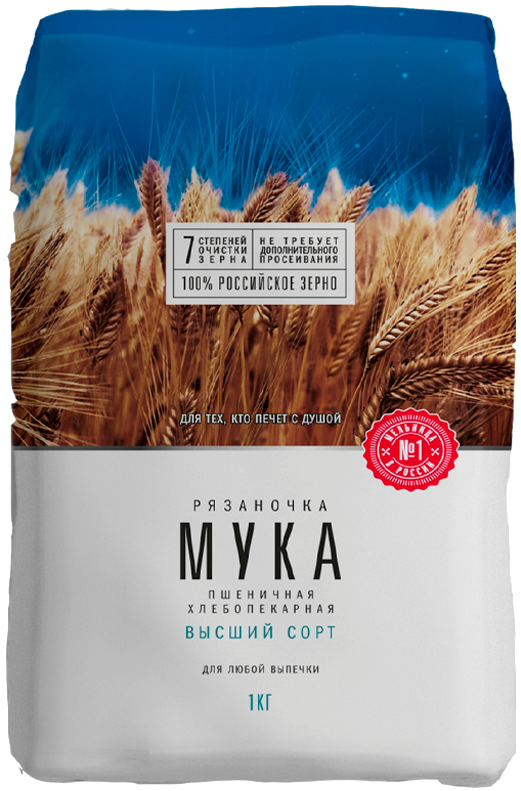 7 СТЕПЕНЕЙ
ОЧИСТКИ
ЗЕРНА
НЕ ТРЕБУЕТ
ДОПОЛНИТЕЛЬНОГО
ПРОСЕИВАНИЯ
100% РОССИЙСКОЕ ЗЕРНО
ДЛЯ ТЕХ, КТО ПЕЧЕТ С ДУШОЙ
МЕЛЬНИЦА
№1
В РОССИИ
РЯЗАНОЧКА
МУКА
ПШЕНИЧНАЯ
ХЛЕБОПЕКАРНАЯ
ВЫСШИЙ СОРТ
ДЛЯ ЛЮБОЙ ВЫПЕЧКИ
1КГ